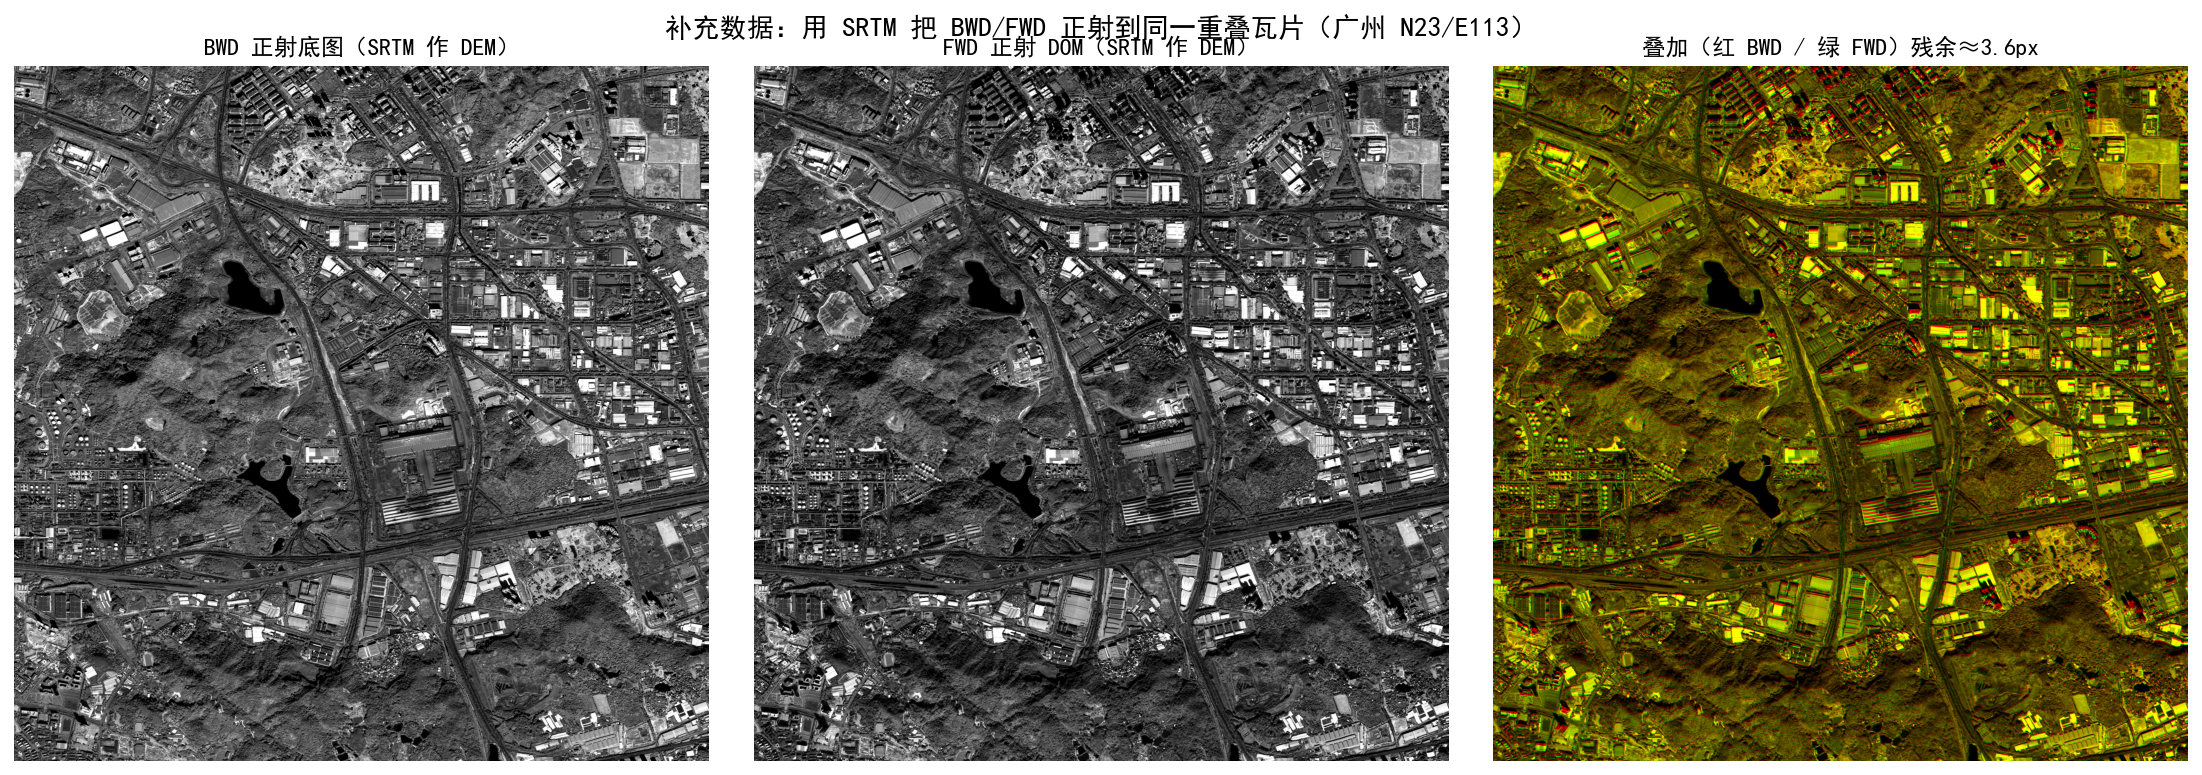 补充数据：用 SRTM 把 BWD/FWD 正射到同一重叠瓦片（广州 N23/E113）
BWD 正射底图（SRTM 作 DEM）
FWD 正射 DOM（SRTM 作 DEM）
叠加（红 BWD / 绿 FWD）残余≈3.6px